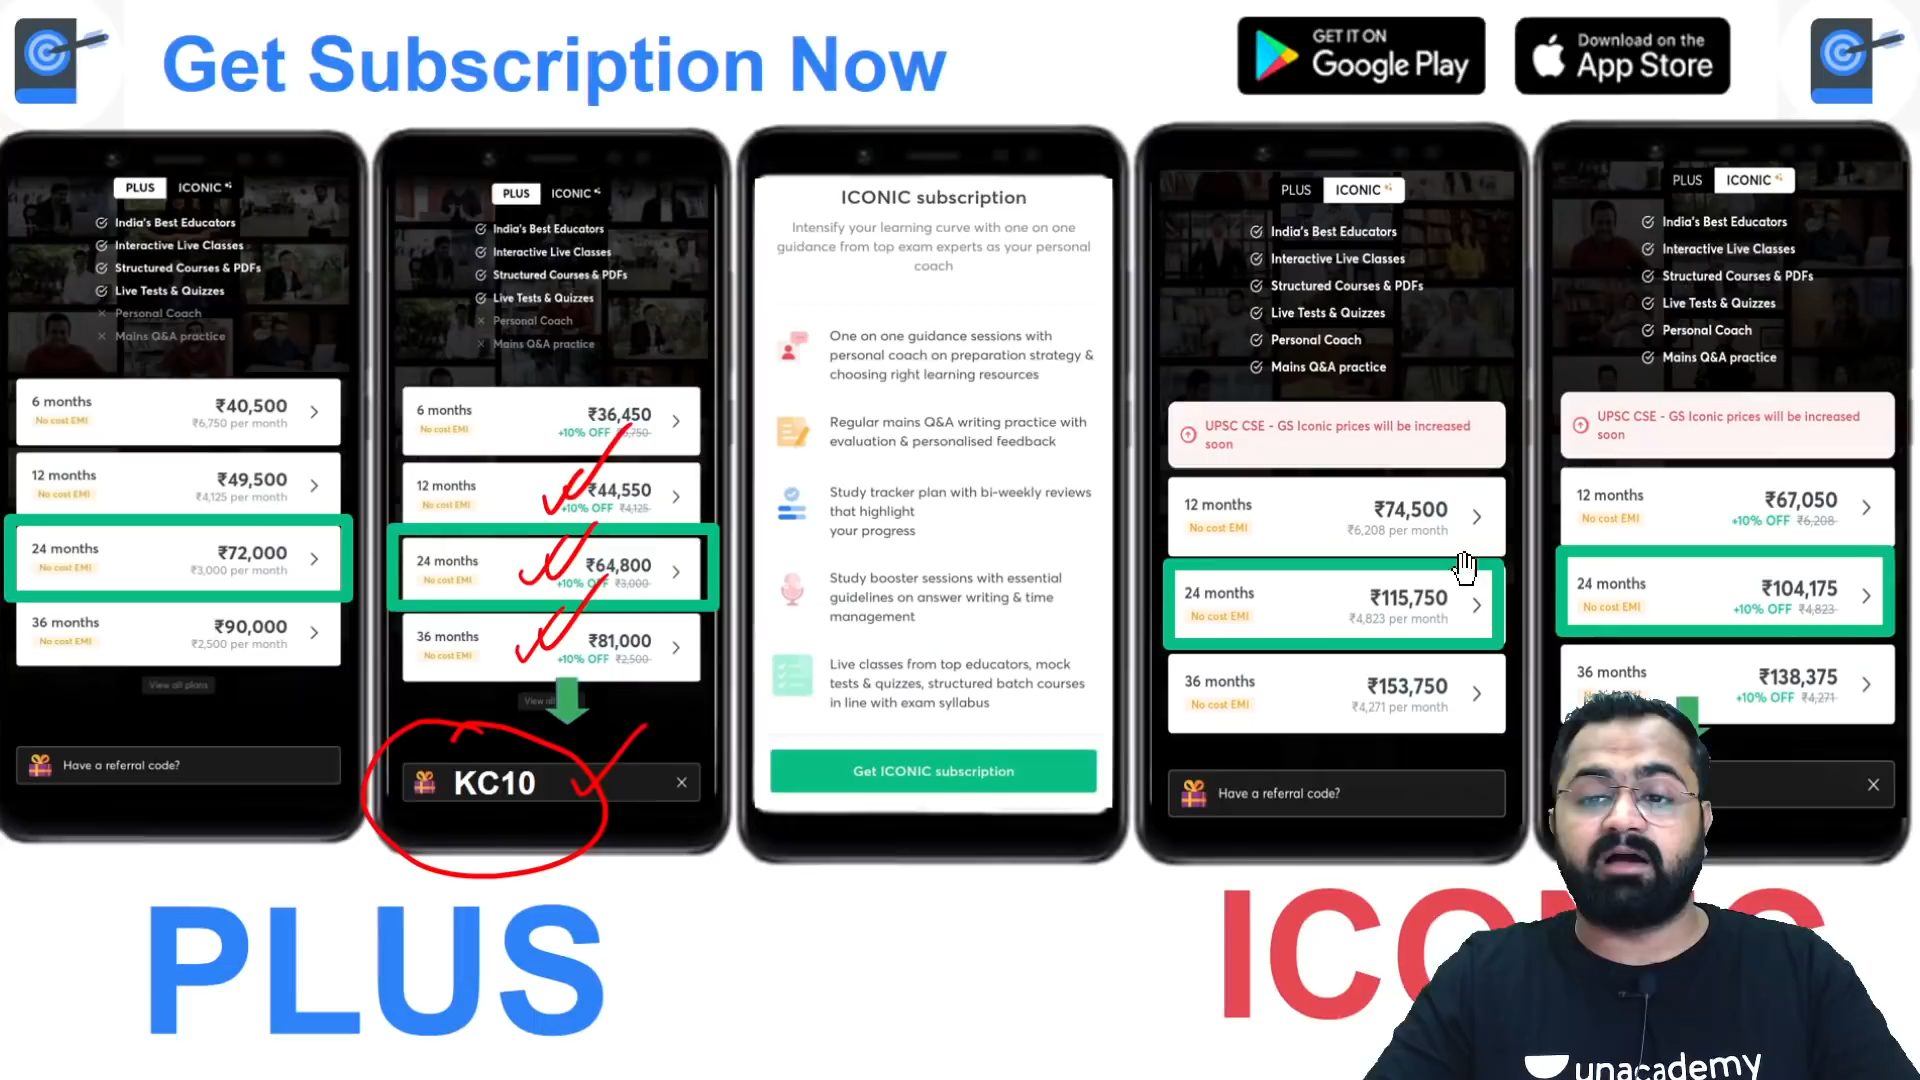 Get Subscription Now
GET IT ON
Google Play
Download on the
App Store
PLUS ICONIC
India's Best Educators
Interactive Live Classes
Structured Courses & PDFs
Live Tests & Quizzes
Personal Coach
Mains Q&A practice
6 months ₹40,500
No cost EMI ₹6,750 per month
12 months ₹49,500
No cost EMI ₹4,125 per month
24 months ₹72,000
No cost EMI ₹3,000 per month
36 months ₹90,000
No cost EMI ₹2,500 per month
View all plans
Have a referral code?
PLUS ICONIC
India's Best Educators
Interactive Live Classes
Structured Courses & PDFs
Live Tests & Quizzes
Personal Coach
Mains Q&A practice
6 months ₹36,450
No cost EMI +10% OFF
12 months ₹44,550
No cost EMI +10% OFF ₹4,125
24 months ₹64,800
No cost EMI +10% OFF ₹3,000
36 months ₹81,000
No cost EMI +10% OFF ₹2,500
View all
KC10
ICONIC subscription
Intensify your learning curve with one on one
guidance from top exam experts as your personal
coach
One on one guidance sessions with
personal coach on preparation strategy &
choosing right learning resources
Regular mains Q&A writing practice with
evaluation & personalised feedback
Study tracker plan with bi-weekly reviews
that highlight
your progress
Study booster sessions with essential
guidelines on answer writing & time
management
Live classes from top educators, mock
tests & quizzes, structured batch courses
in line with exam syllabus
Get ICONIC subscription
PLUS ICONIC
India's Best Educators
Interactive Live Classes
Structured Courses & PDFs
Live Tests & Quizzes
Personal Coach
Mains Q&A practice
UPSC CSE - GS Iconic prices will be increased
soon
12 months ₹74,500
No cost EMI ₹6,208 per month
24 months ₹115,750
No cost EMI ₹4,823 per month
36 months ₹153,750
No cost EMI ₹4,271 per month
Have a referral code?
PLUS ICONIC
India's Best Educators
Interactive Live Classes
Structured Courses & PDFs
Live Tests & Quizzes
Personal Coach
Mains Q&A practice
UPSC CSE - GS Iconic prices will be increased
soon
12 months ₹67,050
No cost EMI +10% OFF ₹6,208
24 months ₹104,175
No cost EMI +10% OFF ₹4,823
36 months ₹138,375
+10% OFF ₹4,271
PLUS
ICONIC
unacademy